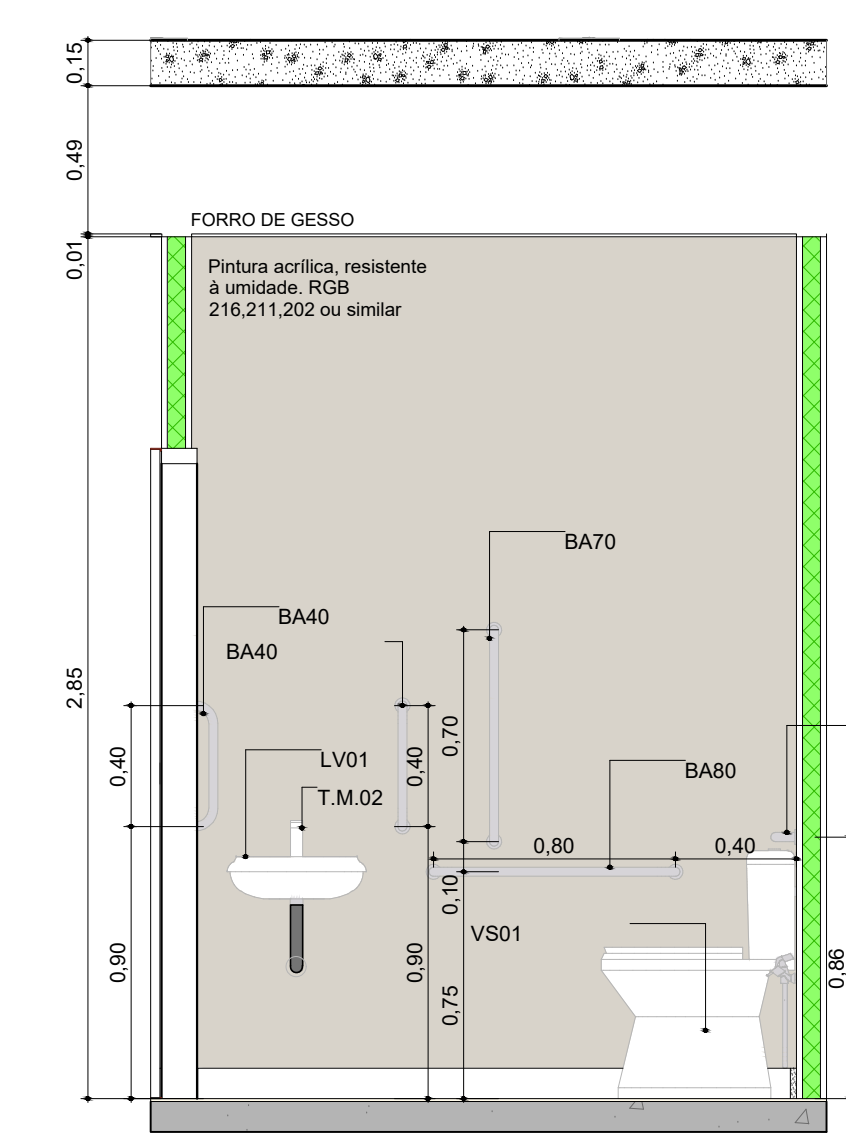 0,15
0,49
FORRO DE GESSO
0,01
Pintura acrílica, resistente
à umidade. RGB
216,211,202 ou similar
BA70
BA40
BA40
2,85
0,70
0,40
0,40
LV01
BA80
T.M.02
0,80
0,40
0,10
VS01
0,90
0,90
0,86
0,75